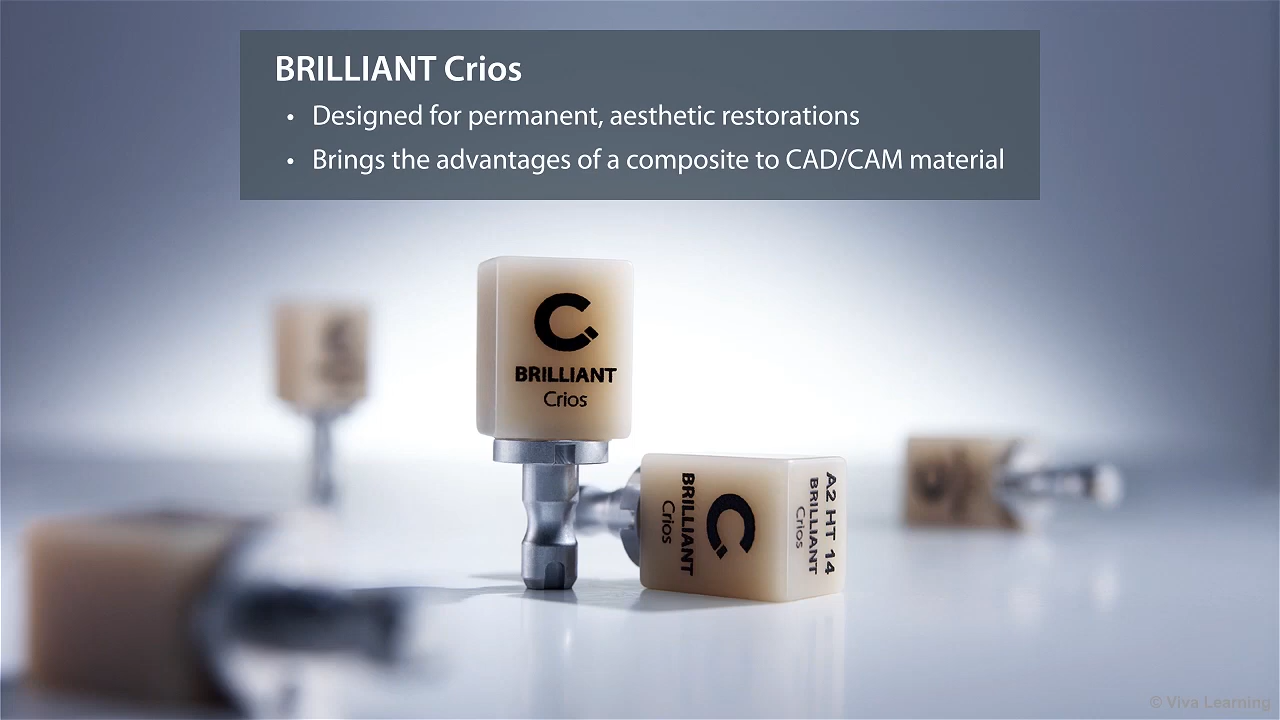 BRILLIANT Crios
• Designed for permanent, aesthetic restorations
• Brings the advantages of a composite to CAD/CAM material
BRILLIANT
Crios
BRILLIANT
Crios
A2 HT 14
BRILLIANT
Crios
© Viva Learning